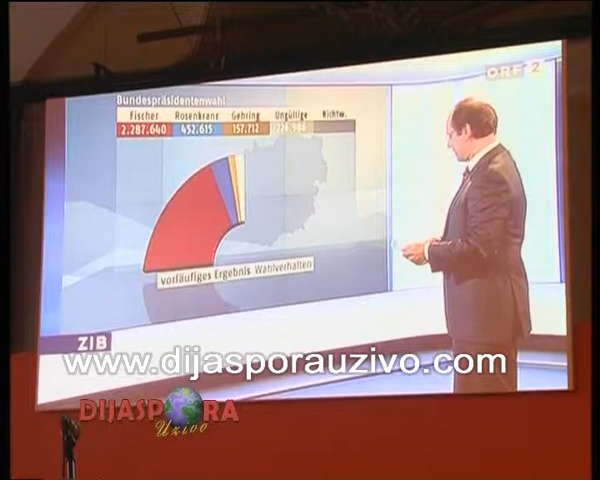 ORF 2
Bundespräsidentenwahl
Fischer Rosenkranz Gehring Ungültige Nichtw.
2.287.640 452.615 157.712
vorläufiges Ergebnis Wahlverhalten
ZIB
www.dijasporauzivo.com
DIJASPORA
Uzivo